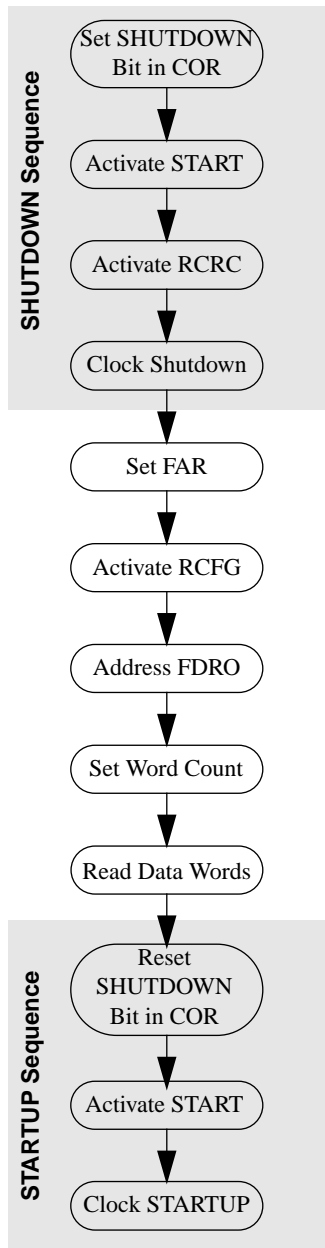 SHUTDOWN Sequence
Set SHUTDOWN
Bit in COR
Activate START
Activate RCRC
Clock Shutdown
Set FAR
Activate RCFG
Address FDRO
Set Word Count
Read Data Words
STARTUP Sequence
Reset
SHUTDOWN
Bit in COR
Activate START
Clock STARTUP